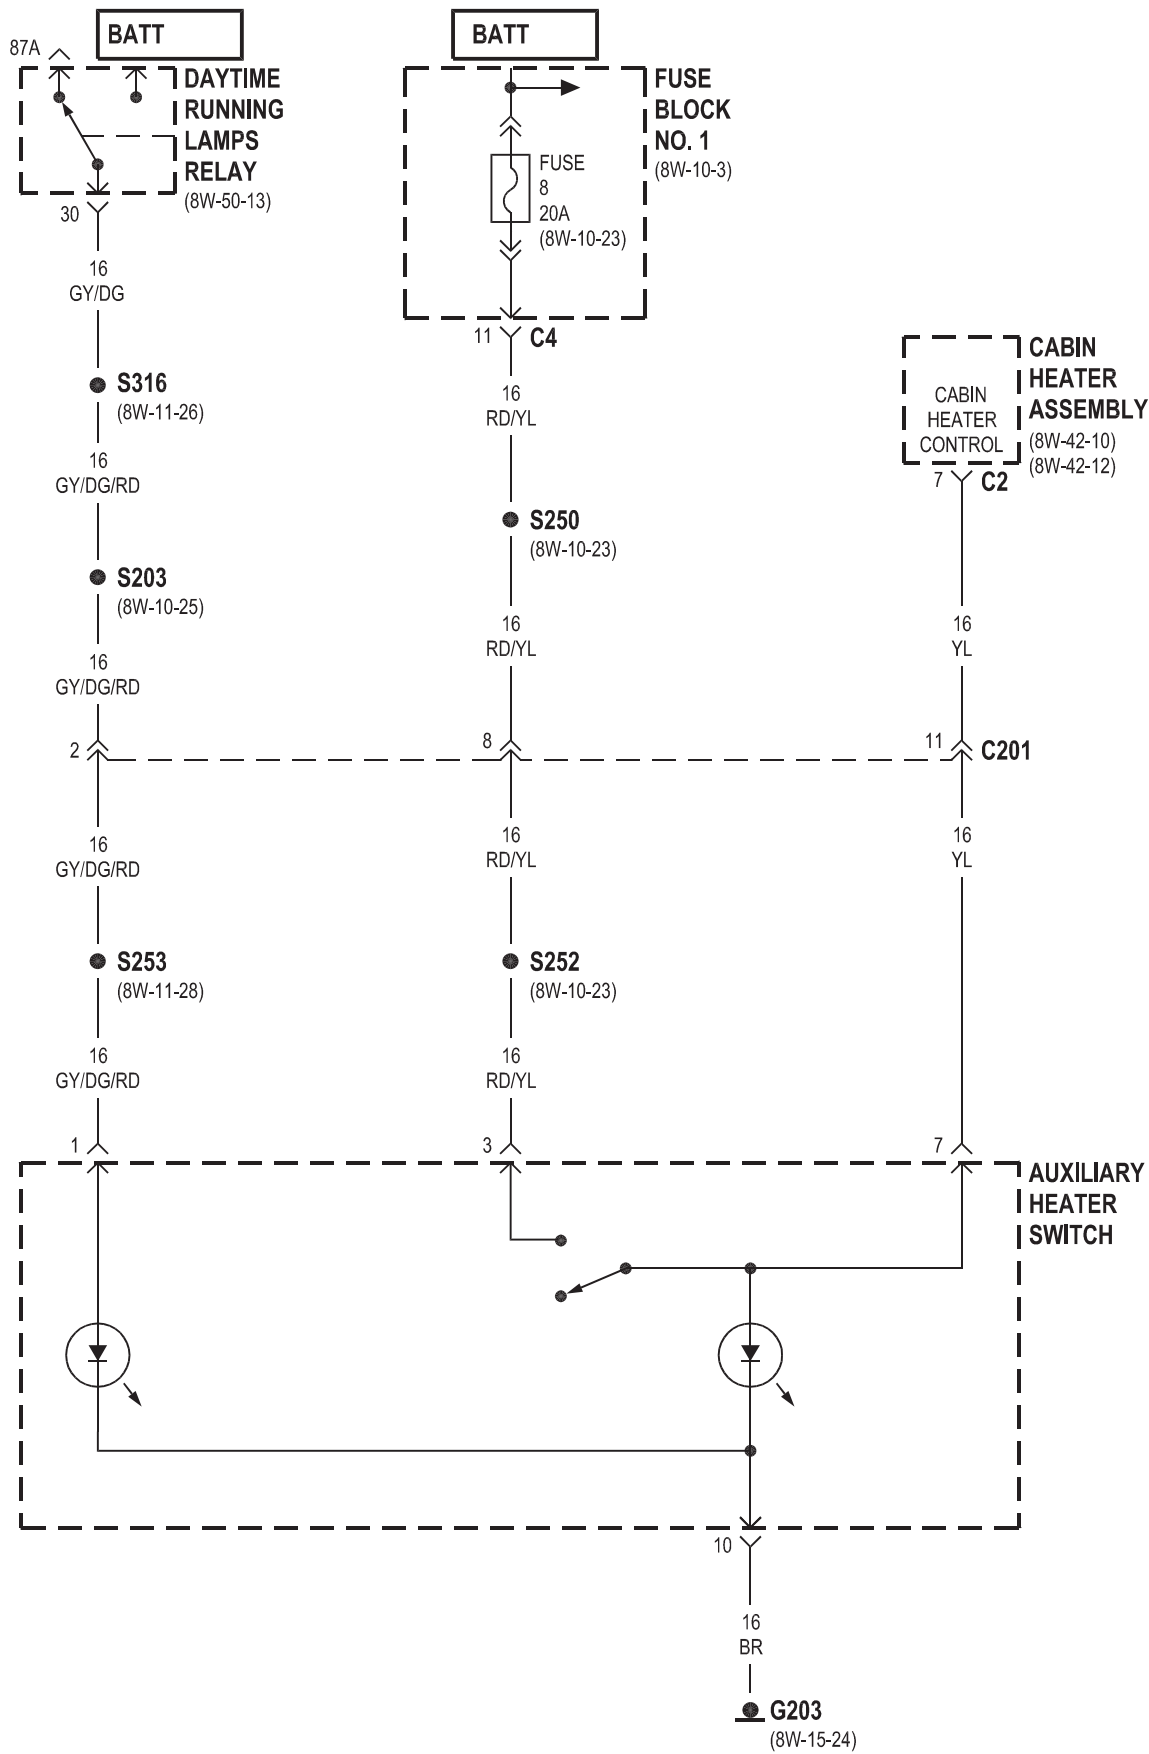 BATT
BATT
87A
DAYTIME
RUNNING
LAMPS
RELAY
(8W-50-13)
FUSE
BLOCK
NO. 1
(8W-10-3)
FUSE
8
20A
(8W-10-23)
30
16
GY/DG
11
C4
CABIN
HEATER
ASSEMBLY
(8W-42-10)
(8W-42-12)
CABIN
HEATER
CONTROL
S316
(8W-11-26)
16
RD/YL
16
GY/DG/RD
7
C2
S250
(8W-10-23)
S203
(8W-10-25)
16
RD/YL
16
YL
16
GY/DG/RD
2
8
11
C201
16
GY/DG/RD
16
RD/YL
16
YL
S253
(8W-11-28)
S252
(8W-10-23)
16
GY/DG/RD
16
RD/YL
1
3
7
AUXILIARY
HEATER
SWITCH
10
16
BR
G203
(8W-15-24)